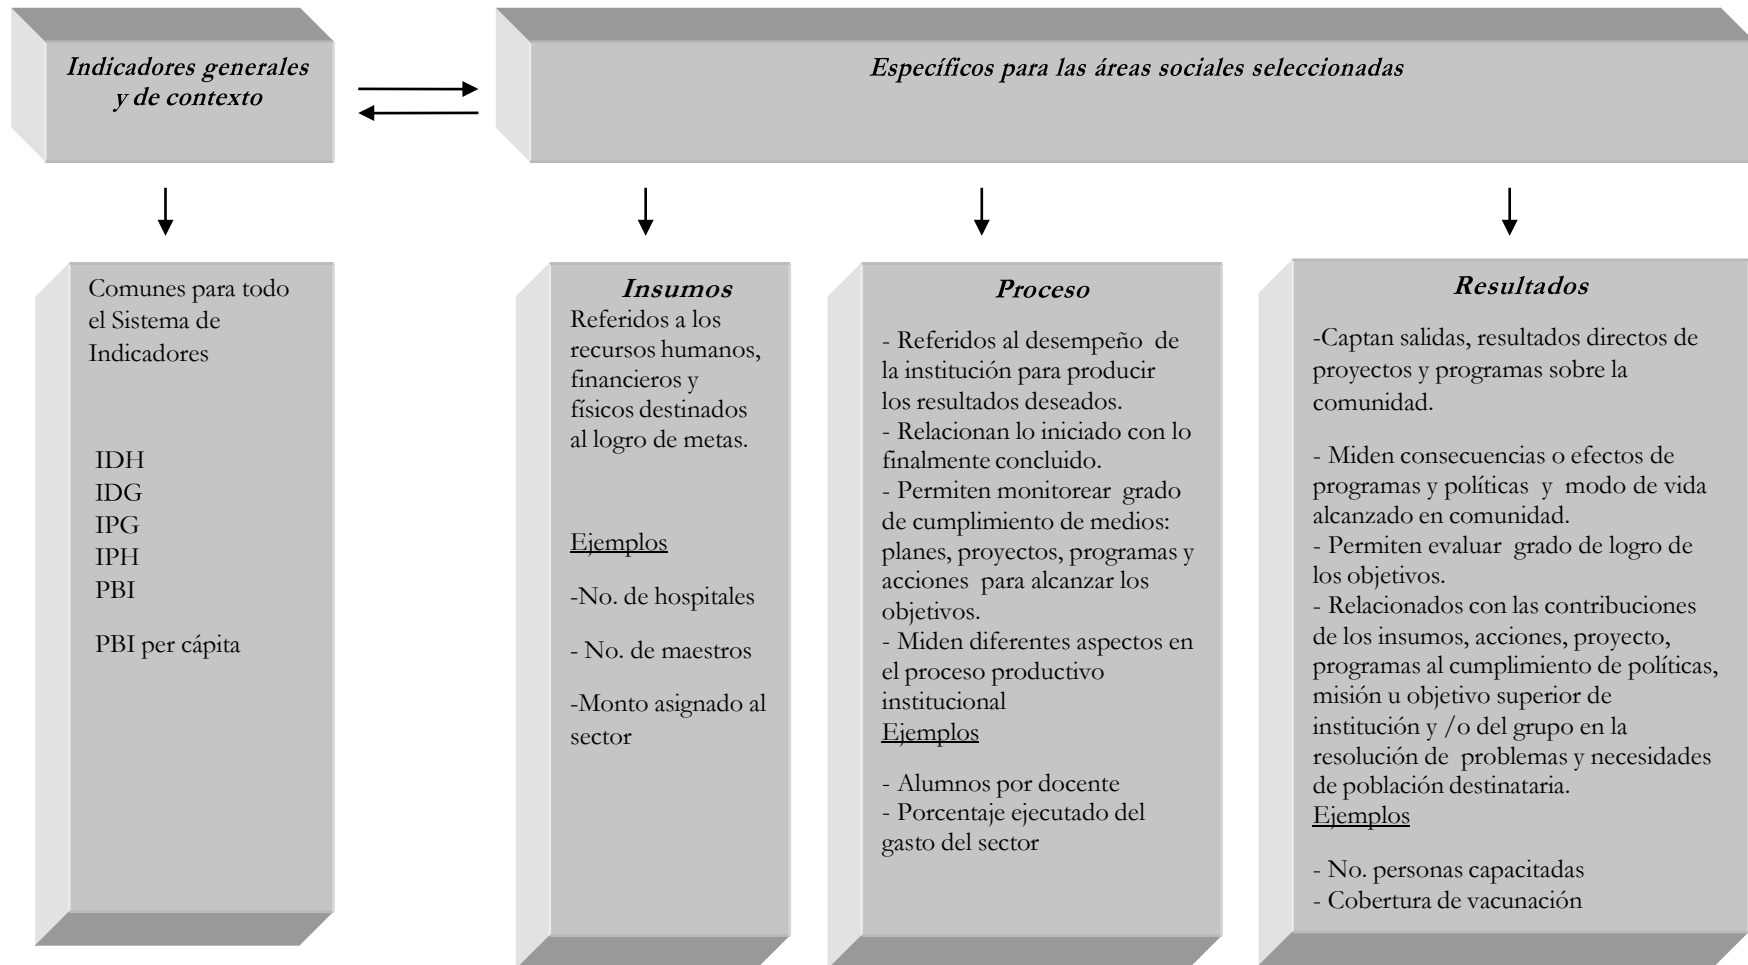 Indicadores generales
y de contexto
Específicos para las áreas sociales seleccionadas
Comunes para todo
el Sistema de
Indicadores
IDH
IDG
IPG
IPH
PBI
PBI per cápita
Insumos
Referidos a los
recursos humanos,
financieros y
físicos destinados
al logro de metas.
Ejemplos
-No. de hospitales
- No. de maestros
-Monto asignado al
sector
Proceso
- Referidos al desempeño de
la institución para producir
los resultados deseados.
- Relacionan lo iniciado con lo
finalmente concluido.
- Permiten monitorear grado
de cumplimiento de medios:
planes, proyectos, programas y
acciones para alcanzar los
objetivos.
- Miden diferentes aspectos en
el proceso productivo
institucional
Ejemplos
- Alumnos por docente
- Porcentaje ejecutado del
gasto del sector
Resultados
-Captan salidas, resultados directos de
proyectos y programas sobre la
comunidad.
- Miden consecuencias o efectos de
programas y políticas y modo de vida
alcanzado en comunidad.
- Permiten evaluar grado de logro de
los objetivos.
- Relacionados con las contribuciones
de los insumos, acciones, proyecto,
programas al cumplimiento de políticas,
misión u objetivo superior de
institución y /o del grupo en la
resolución de problemas y necesidades
de población destinataria.
Ejemplos
- No. personas capacitadas
- Cobertura de vacunación